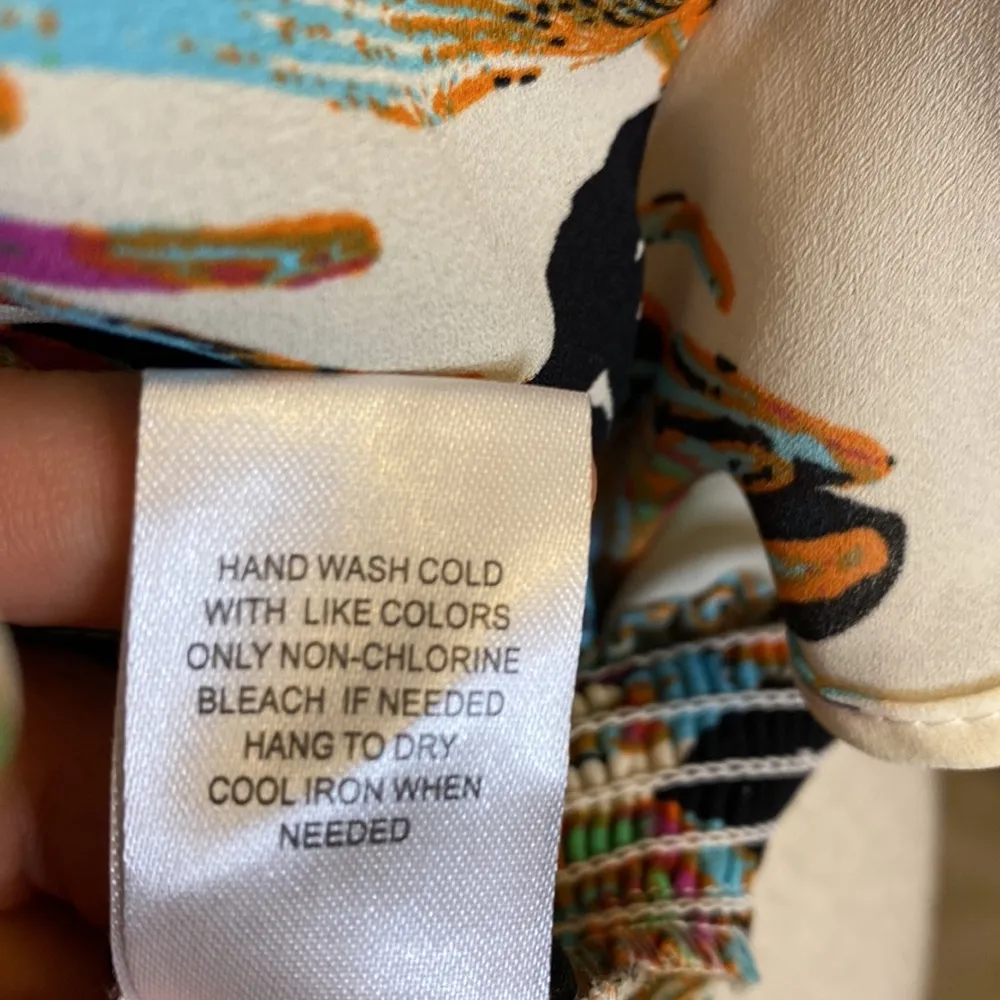 HAND WASH COLD
WITH LIKE COLORS
ONLY NON-CHLORINE
BLEACH IF NEEDED
HANG TO DRY
COOL IRON WHEN
NEEDED